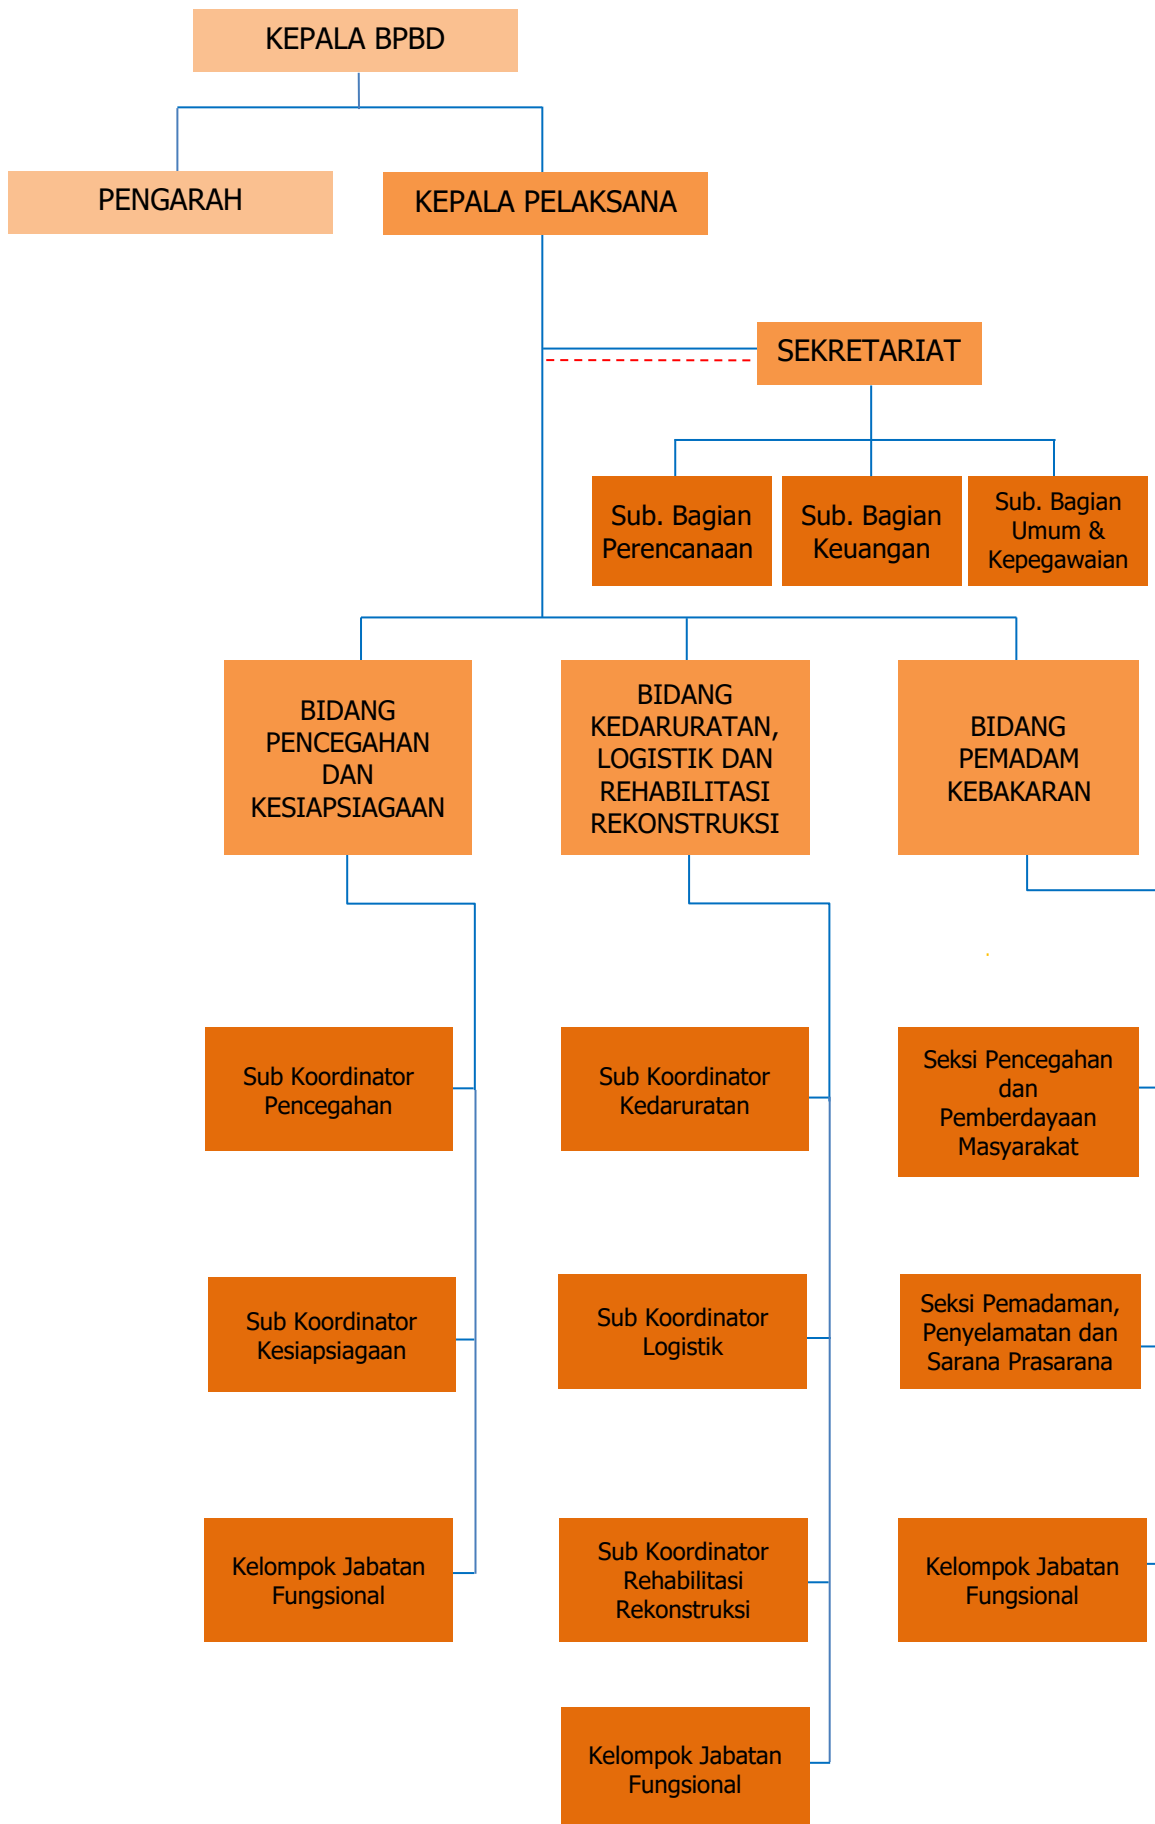 KEPALA BPBD
PENGARAH
KEPALA PELAKSANA
SEKRETARIAT
Sub. Bagian
Perencanaan
Sub. Bagian
Keuangan
Sub. Bagian
Umum &
Kepegawaian
BIDANG
PENCEGAHAN
DAN
KESIAPSIAGAAN
BIDANG
KEDARURATAN,
LOGISTIK DAN
REHABILITASI
REKONSTRUKSI
BIDANG
PEMADAM
KEBAKARAN
Sub Koordinator
Pencegahan
Sub Koordinator
Kedaruratan
Seksi Pencegahan
dan
Pemberdayaan
Masyarakat
Sub Koordinator
Kesiapsiagaan
Sub Koordinator
Logistik
Seksi Pemadaman,
Penyelamatan dan
Sarana Prasarana
Kelompok Jabatan
Fungsional
Sub Koordinator
Rehabilitasi
Rekonstruksi
Kelompok Jabatan
Fungsional
Kelompok Jabatan
Fungsional